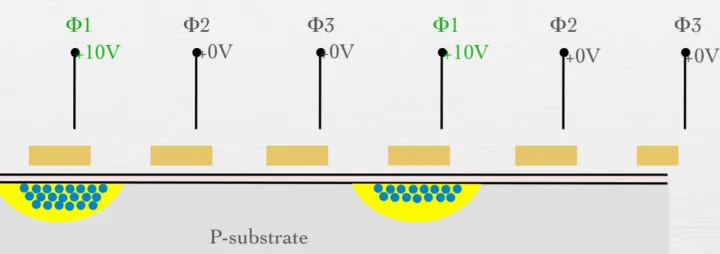 Φ1 Φ2 Φ3 Φ1 Φ2 Φ3
+10V +0V +0V +10V +0V +0V
P-substrate